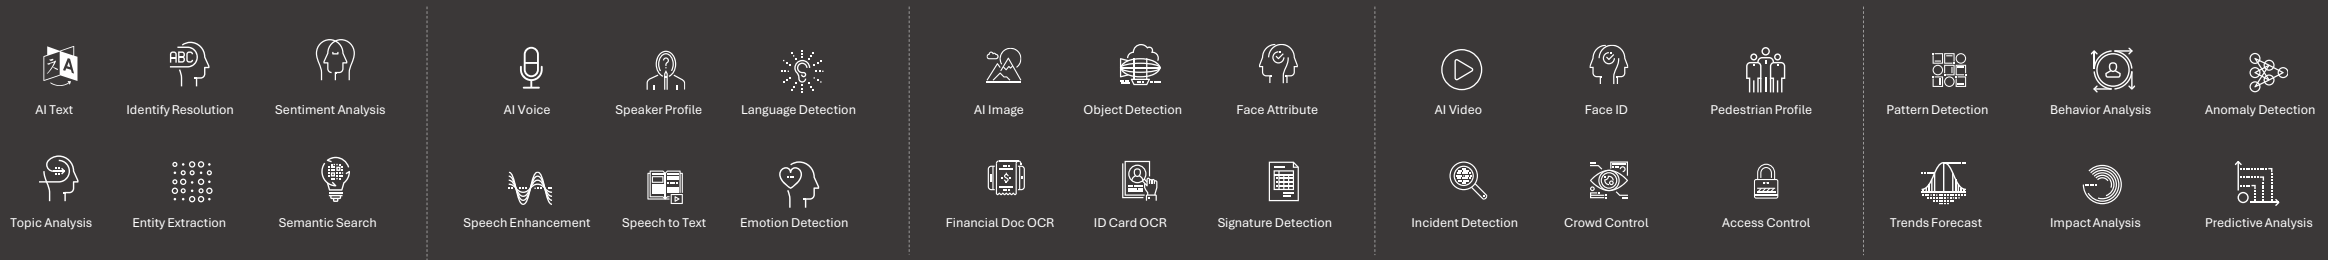 AI Text
Identify Resolution
Sentiment Analysis
Topic Analysis
Entity Extraction
Semantic Search
AI Voice
Speaker Profile
Language Detection
Speech Enhancement
Speech to Text
Emotion Detection
AI Image
Object Detection
Face Attribute
Financial Doc OCR
ID Card OCR
Signature Detection
AI Video
Face ID
Pedestrian Profile
Incident Detection
Crowd Control
Access Control
Pattern Detection
Behavior Analysis
Anomaly Detection
Trends Forecast
Impact Analysis
Predictive Analysis
A
ABC
?